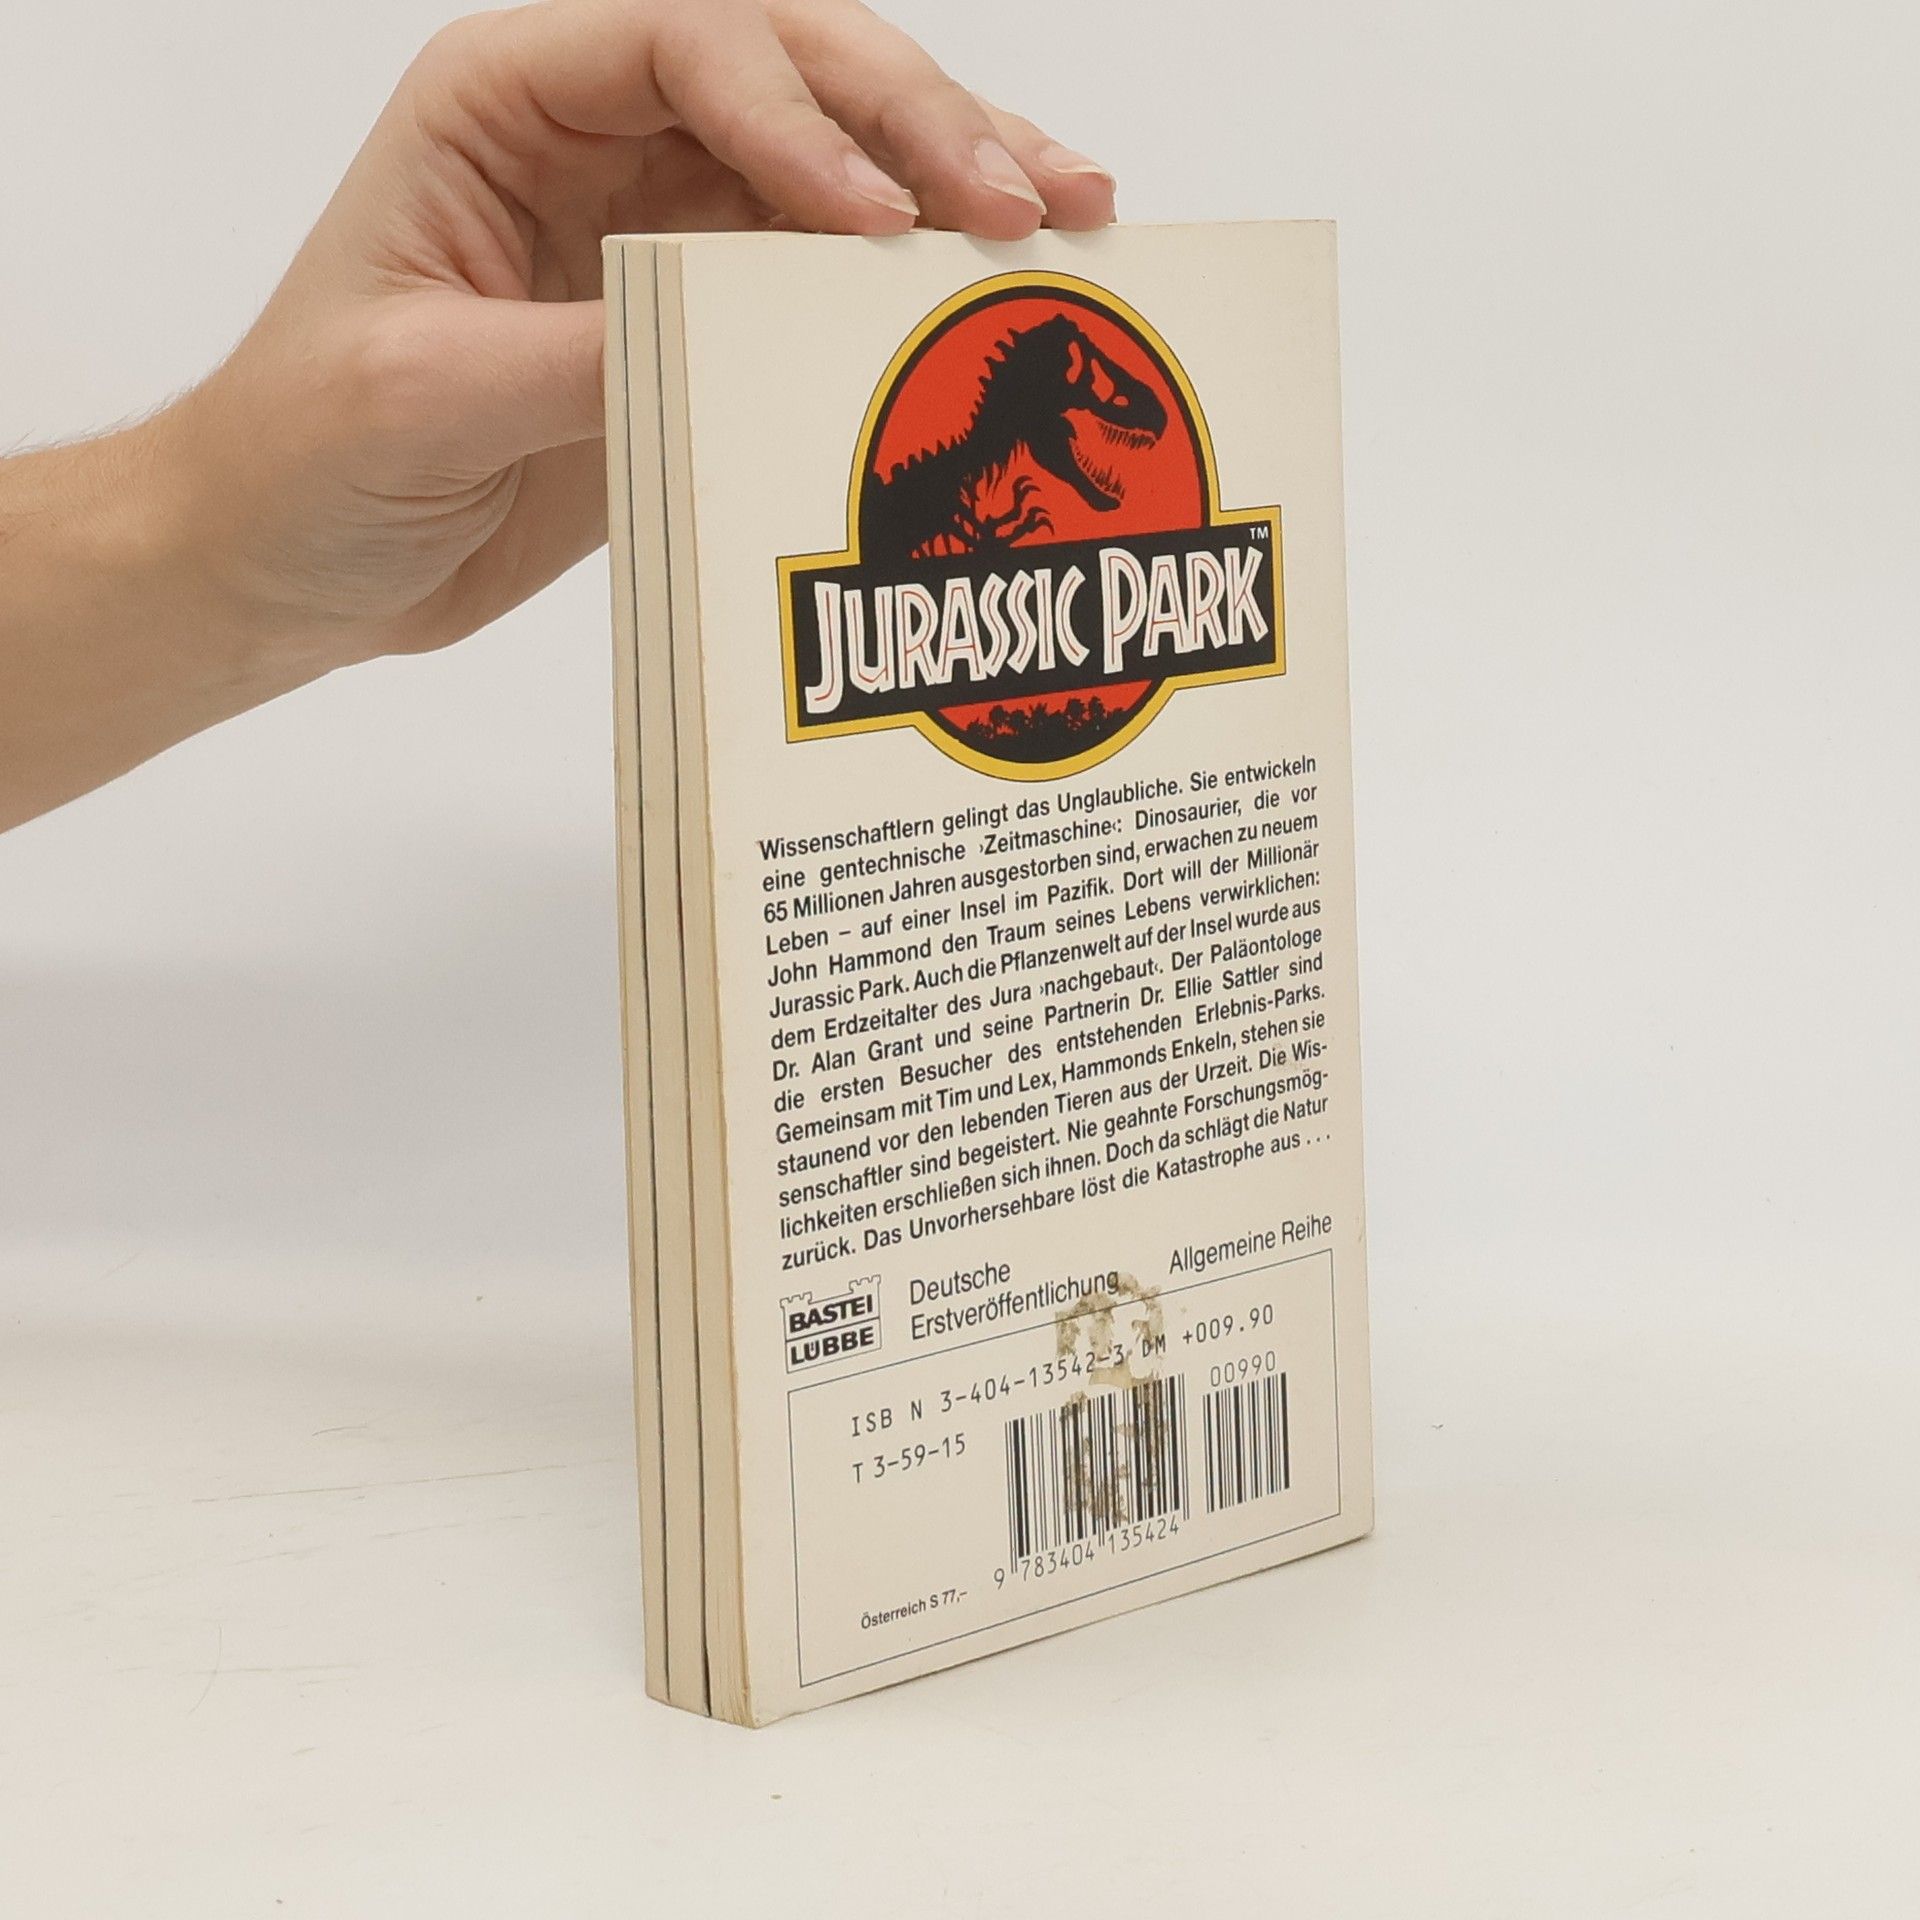 JURASSIC PARK™
Wissenschaftlern gelingt das Unglaubliche. Sie entwickeln
eine gentechnische ›Zeitmaschine‹: Dinosaurier, die vor
65 Millionen Jahren ausgestorben sind, erwachen zu neuem
Leben – auf einer Insel im Pazifik. Dort will der Millionär
John Hammond den Traum seines Lebens verwirklichen:
Jurassic Park. Auch die Pflanzenwelt auf der Insel wurde aus
dem Erdzeitalter des Jura ›nachgebaut‹. Der Paläontologe
Dr. Alan Grant und seine Partnerin Dr. Ellie Sattler sind
die ersten Besucher des entstehenden Erlebnis-Parks.
Gemeinsam mit Tim und Lex, Hammonds Enkeln, stehen sie
staunend vor den lebenden Tieren aus der Urzeit. Die Wis-
senschaftler sind begeistert. Nie geahnte Forschungsmög-
lichkeiten erschließen sich ihnen. Doch da schlägt die Natur
zurück. Das Unvorhersehbare löst die Katastrophe aus . . .
BASTEI
LÜBBE
Deutsche
Erstveröffentlichung
Allgemeine Reihe
ISB N 3-404-13542-3 DM +009.90
T 3-59-15
00990
9 783404 135424
Österreich S 77,–